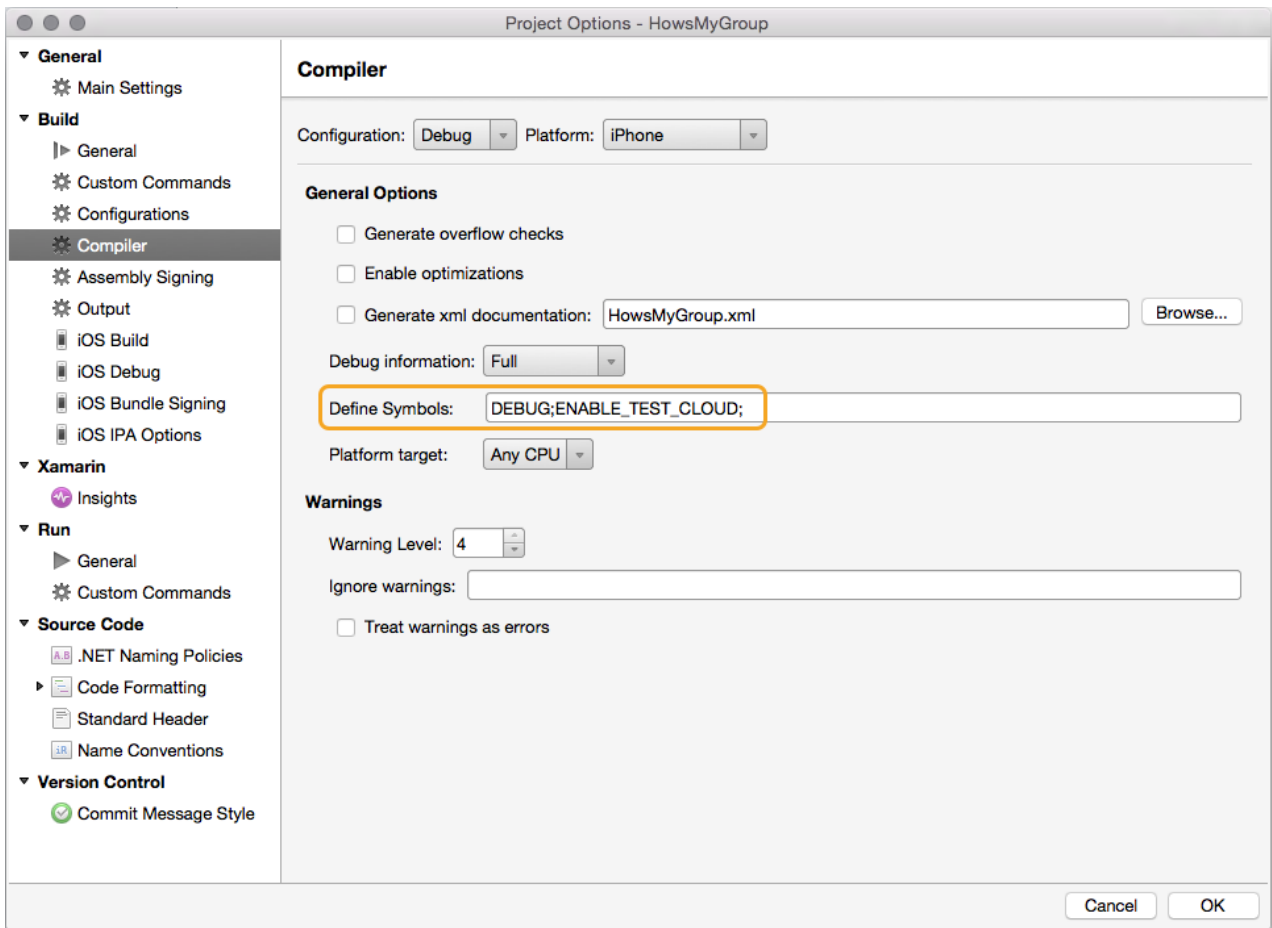 Project Options - HowsMyGroup
General
Main Settings
Build
General
Custom Commands
Configurations
Compiler
Assembly Signing
Output
iOS Build
iOS Debug
iOS Bundle Signing
iOS IPA Options
Xamarin
Insights
Run
General
Custom Commands
Source Code
A.B .NET Naming Policies
Code Formatting
Standard Header
iR Name Conventions
Version Control
Commit Message Style
Compiler
Configuration: Debug Platform: iPhone
General Options
Generate overflow checks
Enable optimizations
Generate xml documentation: HowsMyGroup.xml Browse...
Debug information: Full
Define Symbols: DEBUG;ENABLE_TEST_CLOUD;
Platform target: Any CPU
Warnings
Warning Level: 4
Ignore warnings:
Treat warnings as errors
Cancel OK